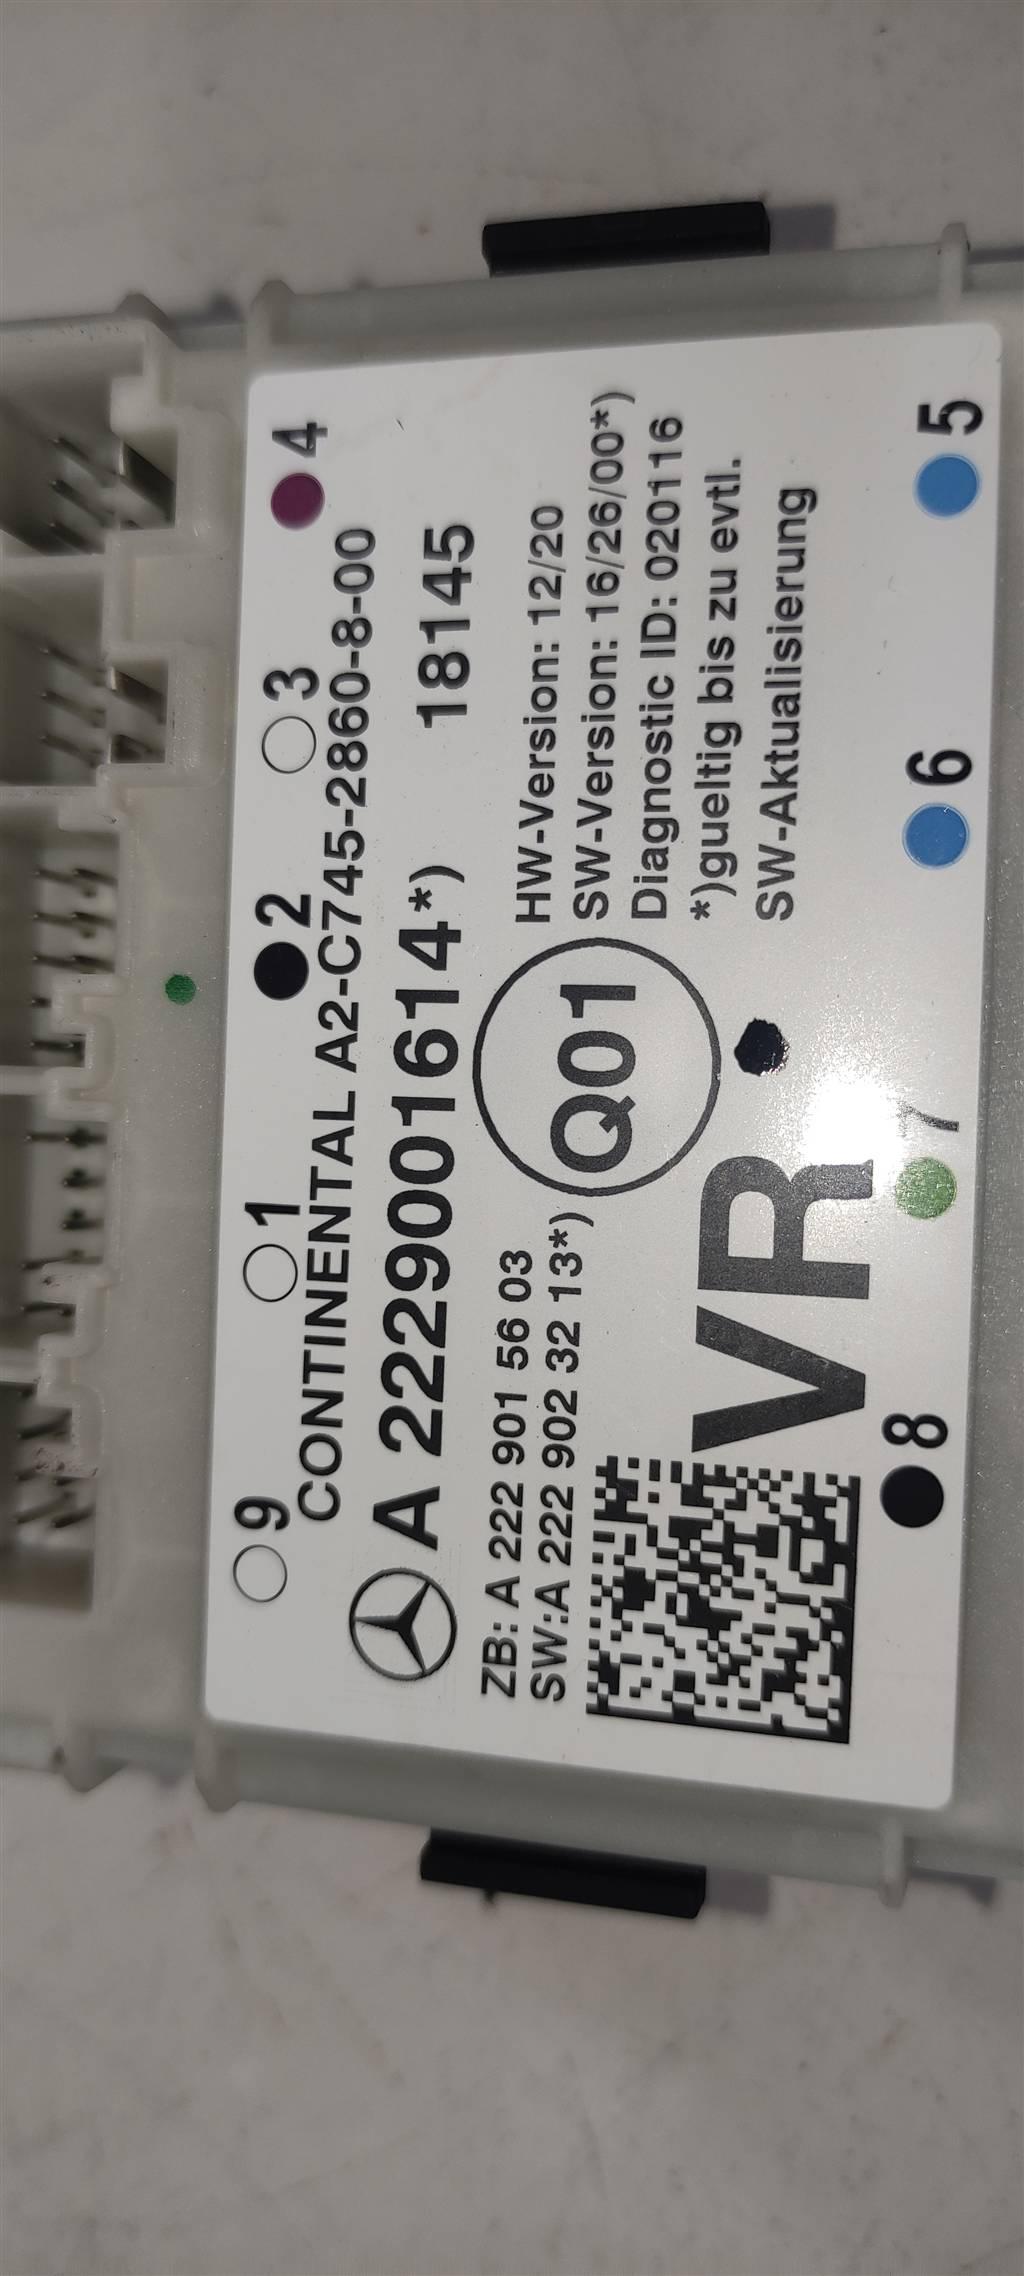 9 1 2 3 4
CONTINENTAL A2-C745-2860-8-00
A 2229001614*) 18145
ZB: A 222 901 56 03
SW:A 222 902 32 13*)
Q01
HW-Version: 12/20
SW-Version: 16/26/00*)
Diagnostic ID: 020116
*)gueltig bis zu evtl.
SW-Aktualisierung
VR
8 7 6 5